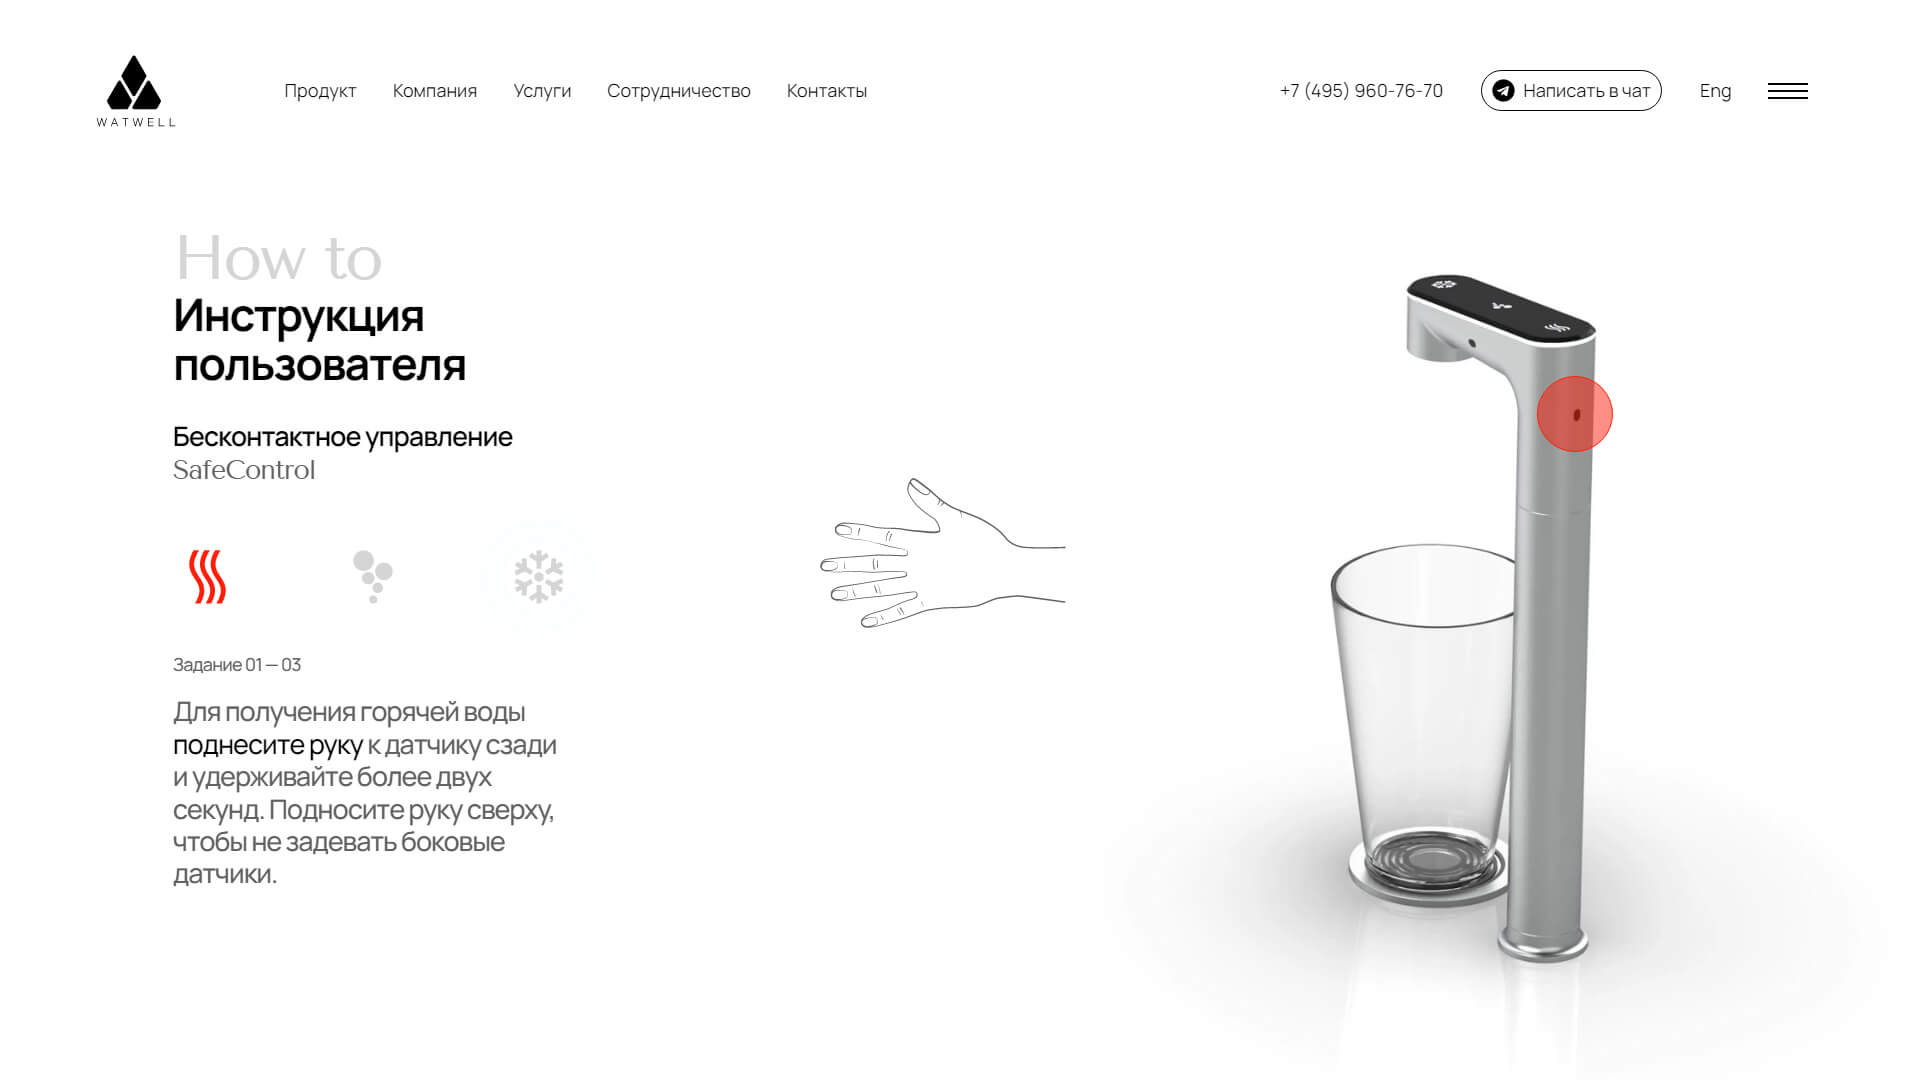 WATWELL
Продукт Компания Услуги Сотрудничество Контакты
+7 (495) 960-76-70
Написать в чат
Eng
How to
Инструкция
пользователя
Бесконтактное управление
SafeControl
Задание 01 — 03
Для получения горячей воды
поднесите руку к датчику сзади
и удерживайте более двух
секунд. Подносите руку сверху,
чтобы не задевать боковые
датчики.